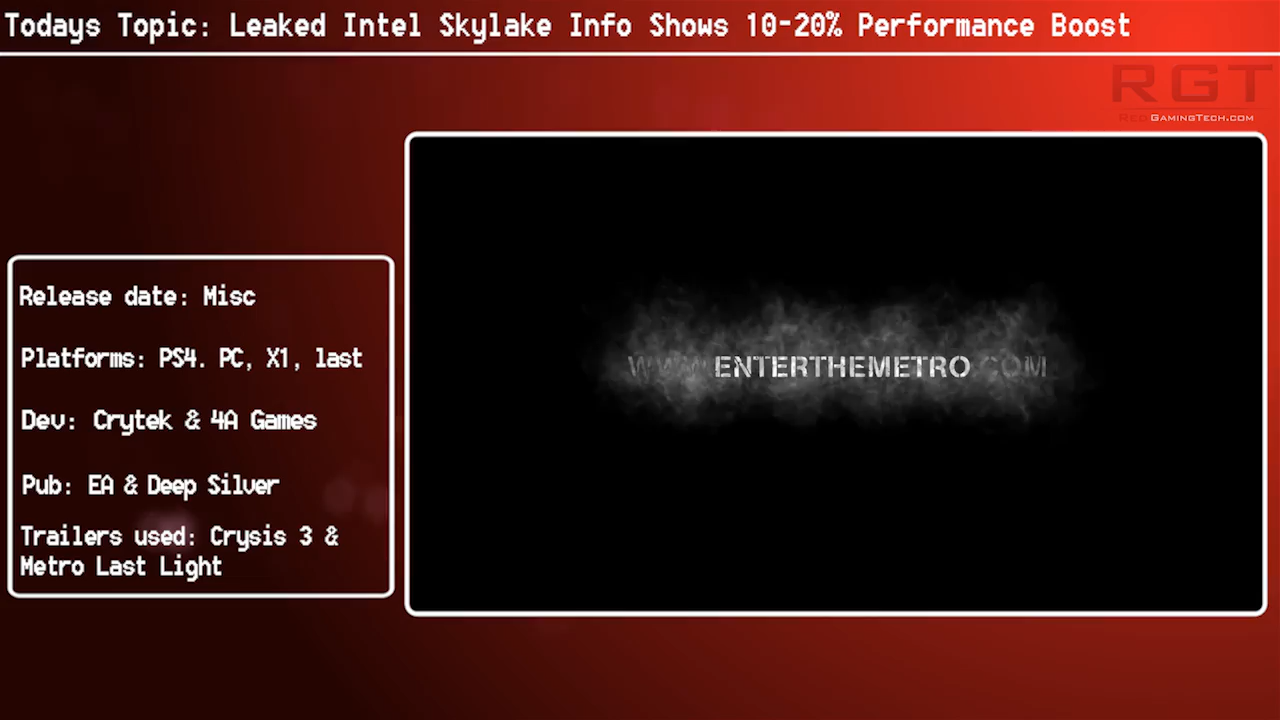 Todays Topic: Leaked Intel Skylake Info Shows 10-20% Performance Boost
RGT
RedGamingTech.com
Release date: Misc
Platforms: PS4. PC, X1, last
Dev: Crytek & 4A Games
Pub: EA & Deep Silver
Trailers used: Crysis 3 &
Metro Last Light
WWW.ENTERTHEMETRO.COM